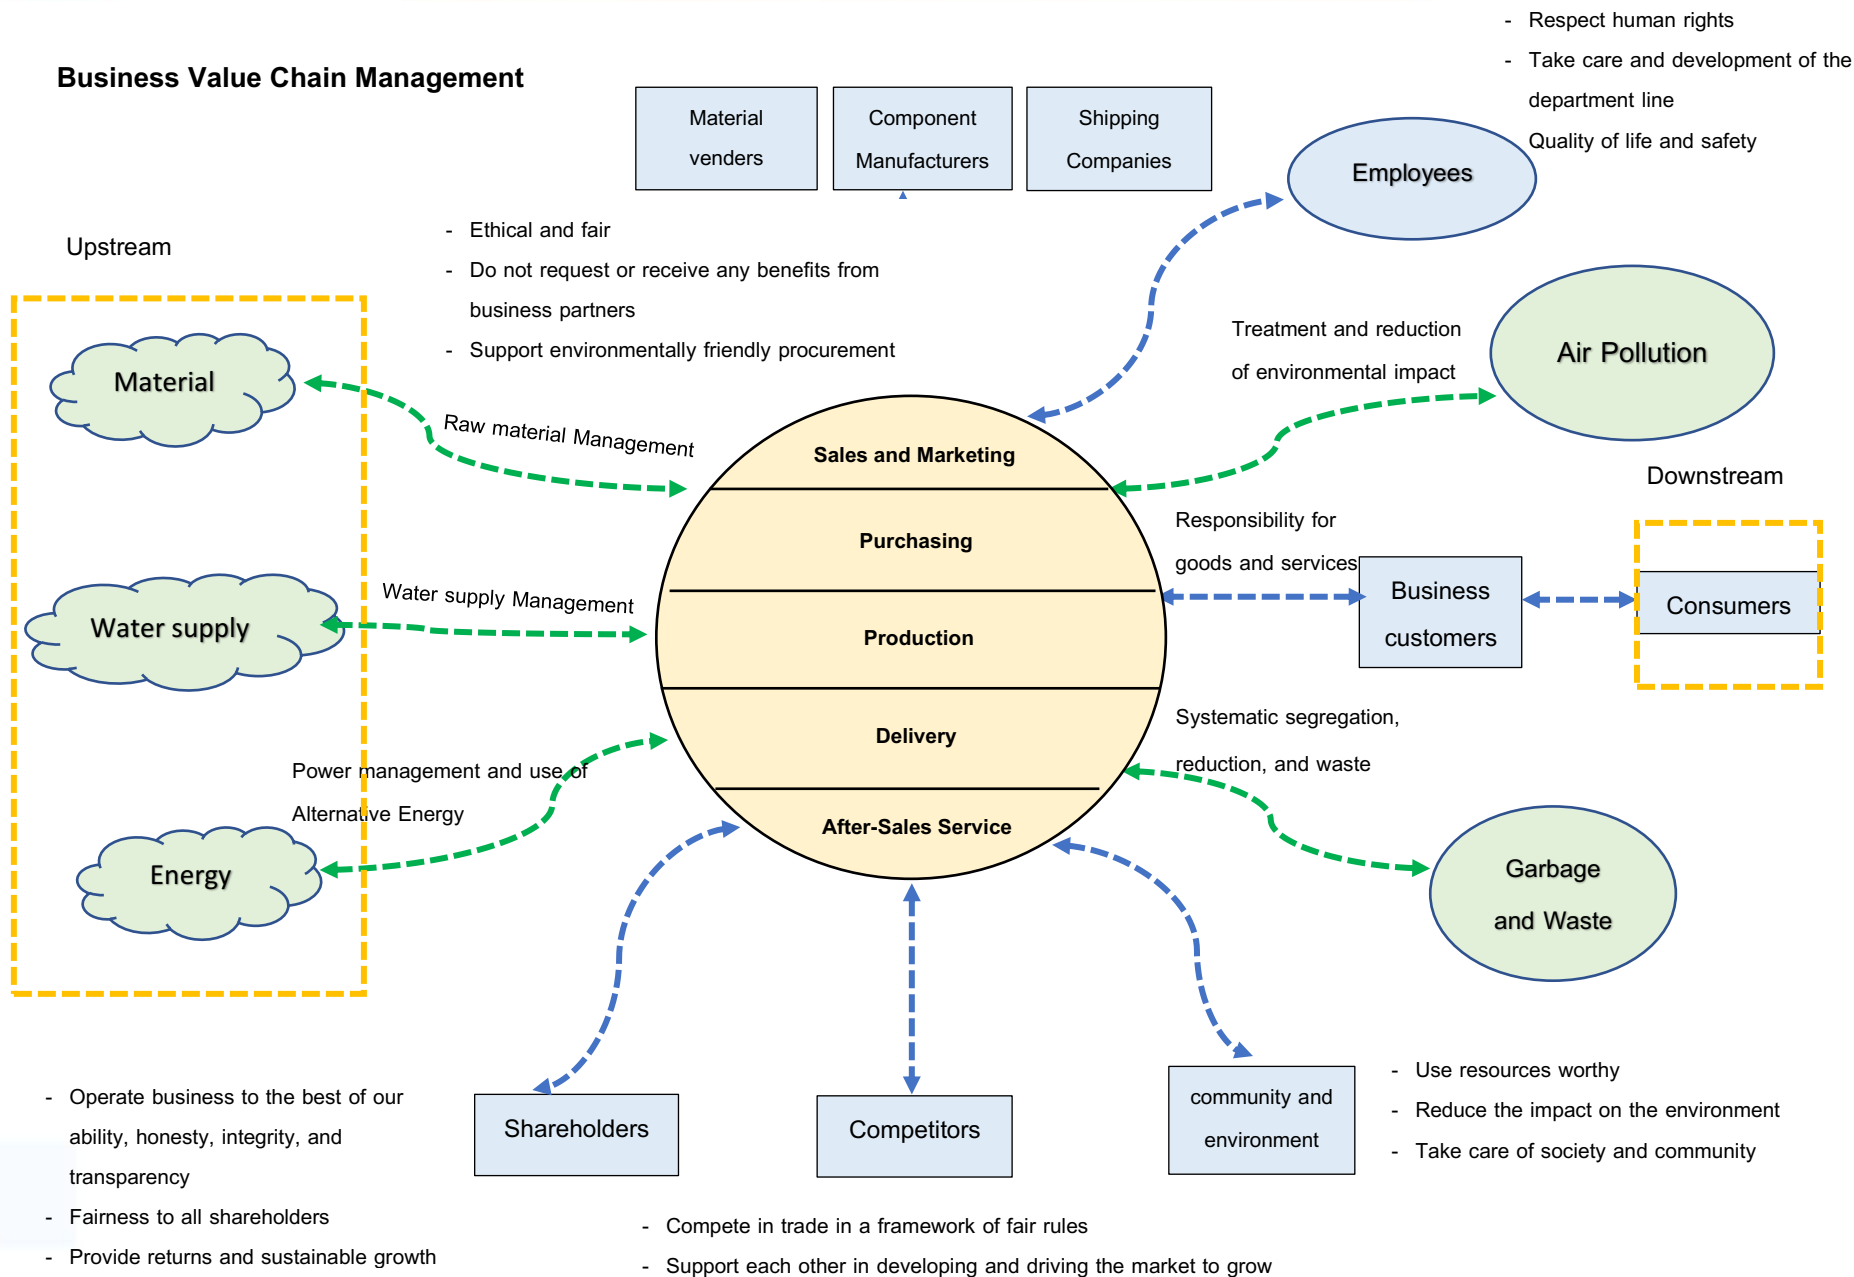 Business Value Chain Management
Material
venders
Component
Manufacturers
Shipping
Companies
- Respect human rights
- Take care and development of the
department line
Quality of life and safety
Employees
Upstream
- Ethical and fair
- Do not request or receive any benefits from
business partners
- Support environmentally friendly procurement
Treatment and reduction
of environmental impact
Air Pollution
Material
Raw material Management
Sales and Marketing
Purchasing
Production
Delivery
After-Sales Service
Downstream
Responsibility for
goods and services
Business
customers
Consumers
Water supply
Water supply Management
Systematic segregation,
reduction, and waste
Power management and use of
Alternative Energy
Energy
Garbage
and Waste
Shareholders
Competitors
community and
environment
- Operate business to the best of our
ability, honesty, integrity, and
transparency
- Fairness to all shareholders
- Provide returns and sustainable growth
- Compete in trade in a framework of fair rules
- Support each other in developing and driving the market to grow
- Use resources worthy
- Reduce the impact on the environment
- Take care of society and community